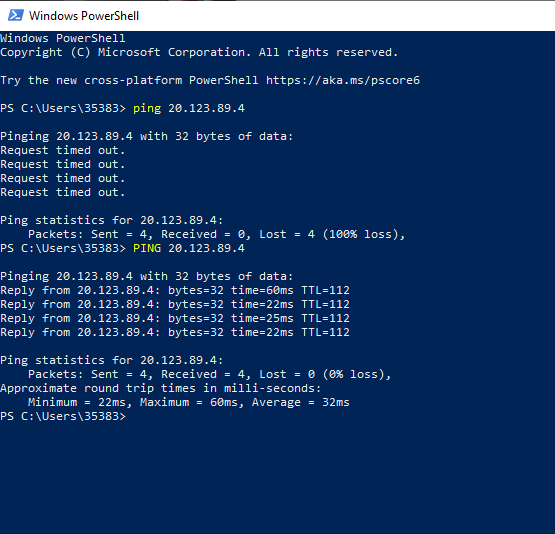 Windows PowerShell
Windows PowerShell
Copyright (C) Microsoft Corporation. All rights reserved.
Try the new cross-platform PowerShell https://aka.ms/pscore6
PS C:\Users\35383> ping 20.123.89.4
Pinging 20.123.89.4 with 32 bytes of data:
Request timed out.
Request timed out.
Request timed out.
Request timed out.
Ping statistics for 20.123.89.4:
    Packets: Sent = 4, Received = 0, Lost = 4 (100% loss),
PS C:\Users\35383> PING 20.123.89.4
Pinging 20.123.89.4 with 32 bytes of data:
Reply from 20.123.89.4: bytes=32 time=60ms TTL=112
Reply from 20.123.89.4: bytes=32 time=22ms TTL=112
Reply from 20.123.89.4: bytes=32 time=25ms TTL=112
Reply from 20.123.89.4: bytes=32 time=22ms TTL=112
Ping statistics for 20.123.89.4:
    Packets: Sent = 4, Received = 4, Lost = 0 (0% loss),
Approximate round trip times in milli-seconds:
    Minimum = 22ms, Maximum = 60ms, Average = 32ms
PS C:\Users\35383>